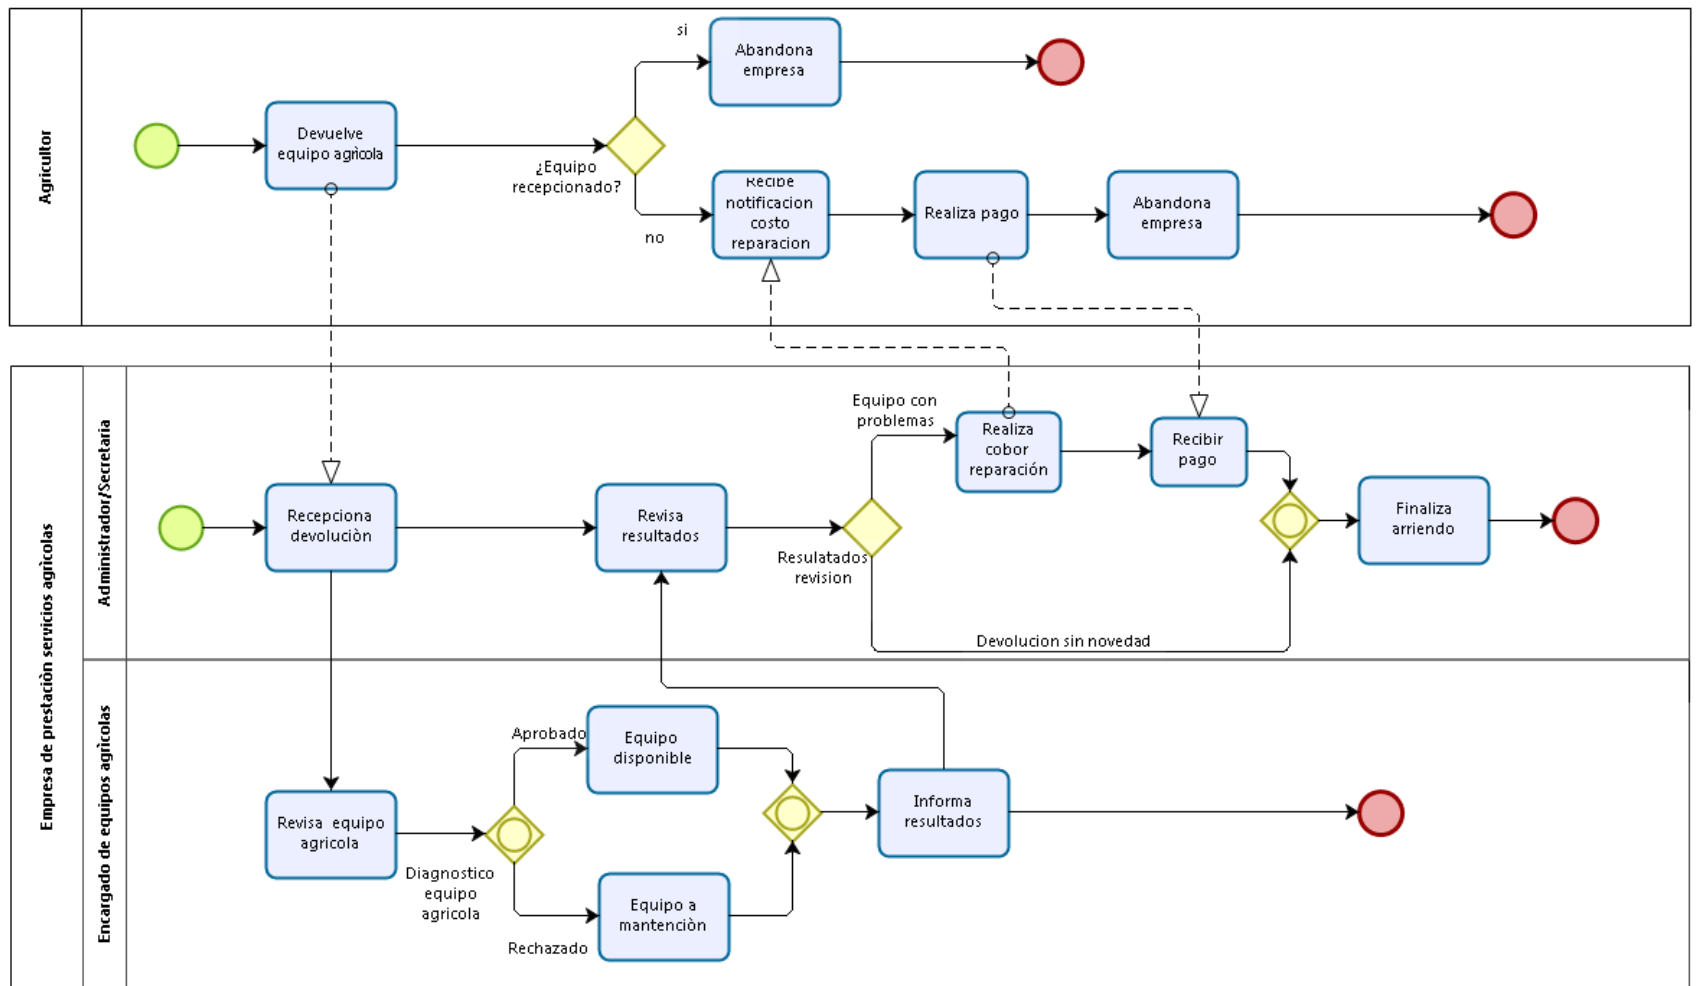 Agricultor
Devuelve
equipo agrìcola
¿Equipo
recepcionado?
si
Abandona
empresa
no
Recibe
notificacion
costo
reparacion
Realiza pago
Abandona
empresa
Empresa de prestaciòn servicios agrìcolas
Administrador/Secretaria
Recepciona
devoluciòn
Revisa
resultados
Resulatados
revision
Equipo con
problemas
Realiza
cobor
reparación
Recibir
pago
Devolucion sin novedad
Finaliza
arriendo
Encargado de equipos agrìcolas
Revisa equipo
agricola
Diagnostico
equipo
agricola
Aprobado
Equipo
disponible
Rechazado
Equipo a
mantenciòn
Informa
resultados